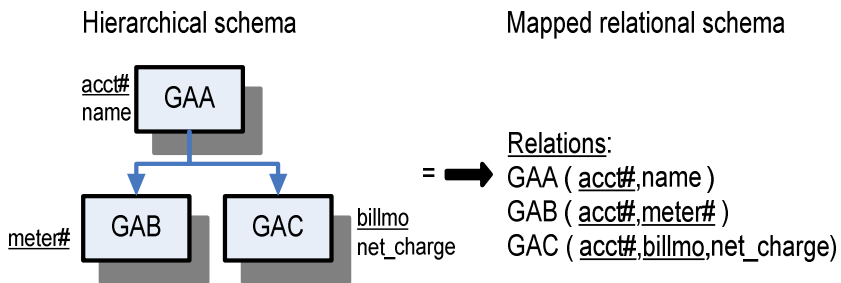 Hierarchical schema
Mapped relational schema
acct#
name
GAA
GAB
GAC
meter#
billmo
net_charge
=
Relations:
GAA ( acct#,name )
GAB ( acct#,meter# )
GAC ( acct#,billmo,net_charge)